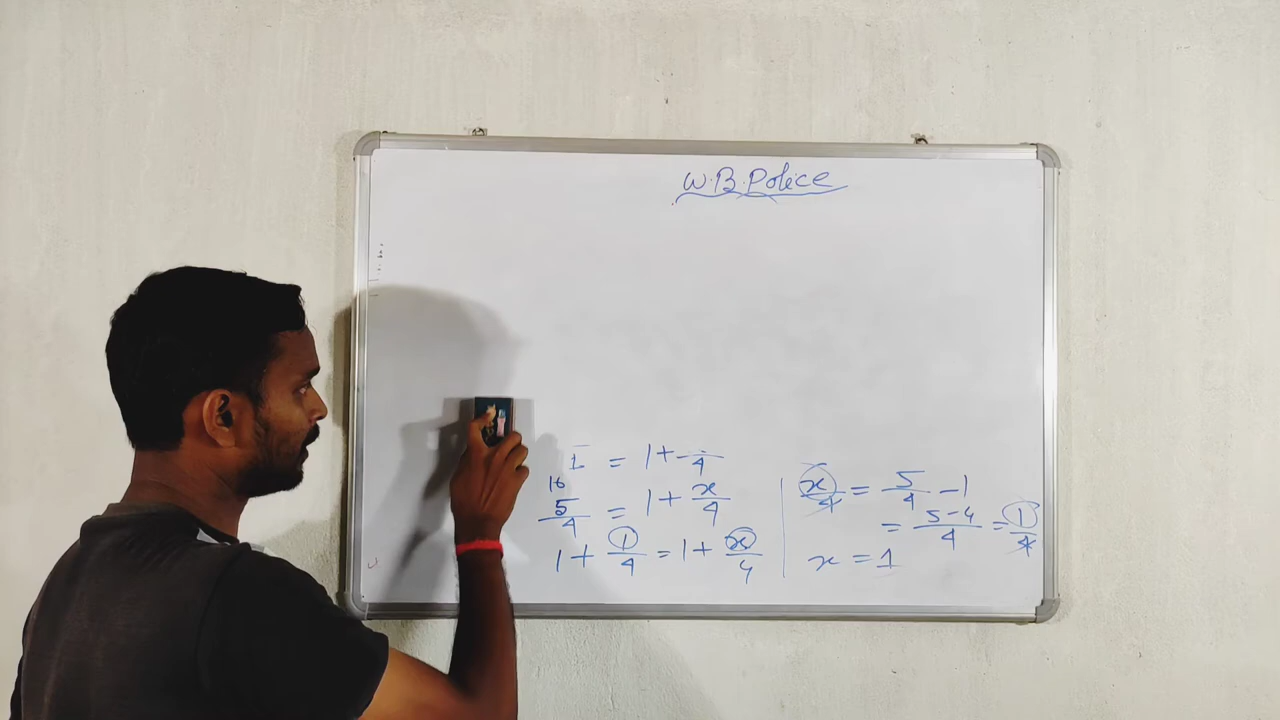 W.B.Police
1 = 1 + /4
16
5/4 = 1 + x/4
1 + 1/4 = 1 + x/4
x/4 = 5/4 - 1
= 5-4/4 = 1/4
x = 1